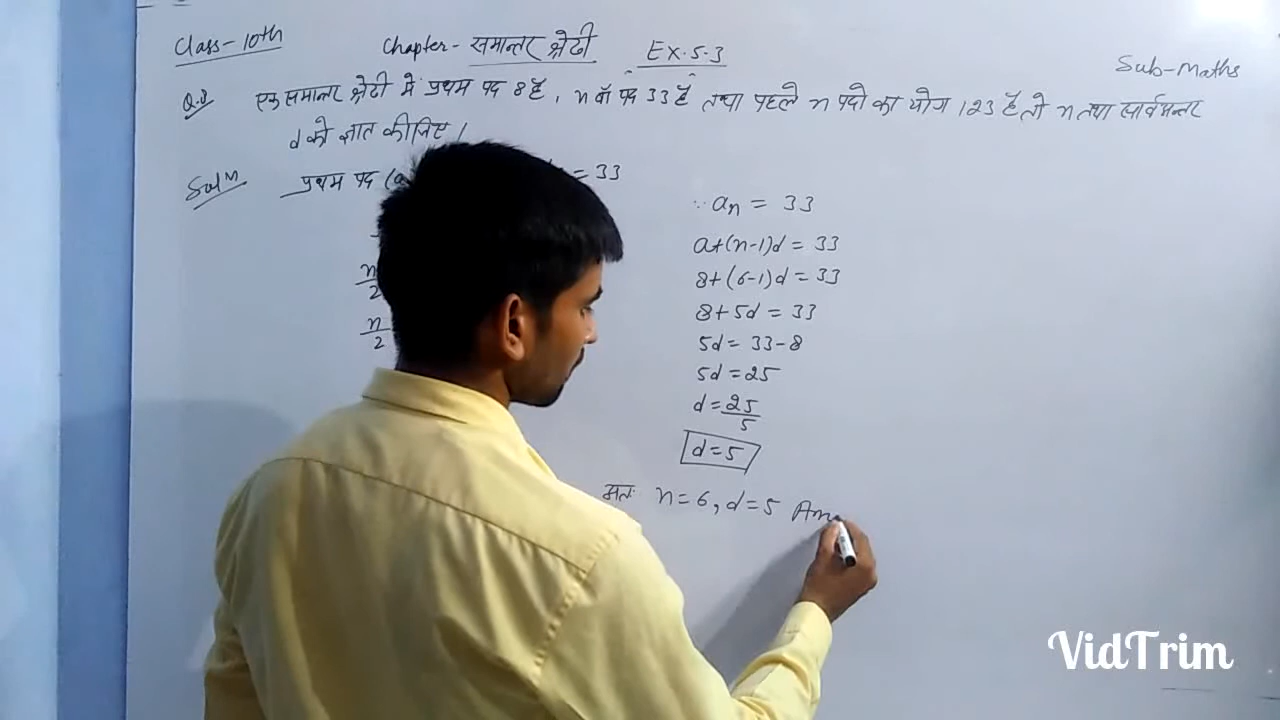 Class-10th Chapter- समान्तर श्रेढी EX.5.3
Sub-Maths
एक समान्तर श्रेढी में प्रथम पद 8 है, n वाँ पद 33 है तथा पहले n पदो का योग 123 है तो n तथा सार्वअन्तर
d को ज्ञात कीजिए।
Solⁿ प्रथम पद (a = 33
n/2
n/2
∵ an = 33
a+(n-1)d = 33
8+(6-1)d = 33
8+5d = 33
5d = 33-8
5d = 25
d = 25/5
d=5
अतः n=6, d=5 Ans
VidTrim